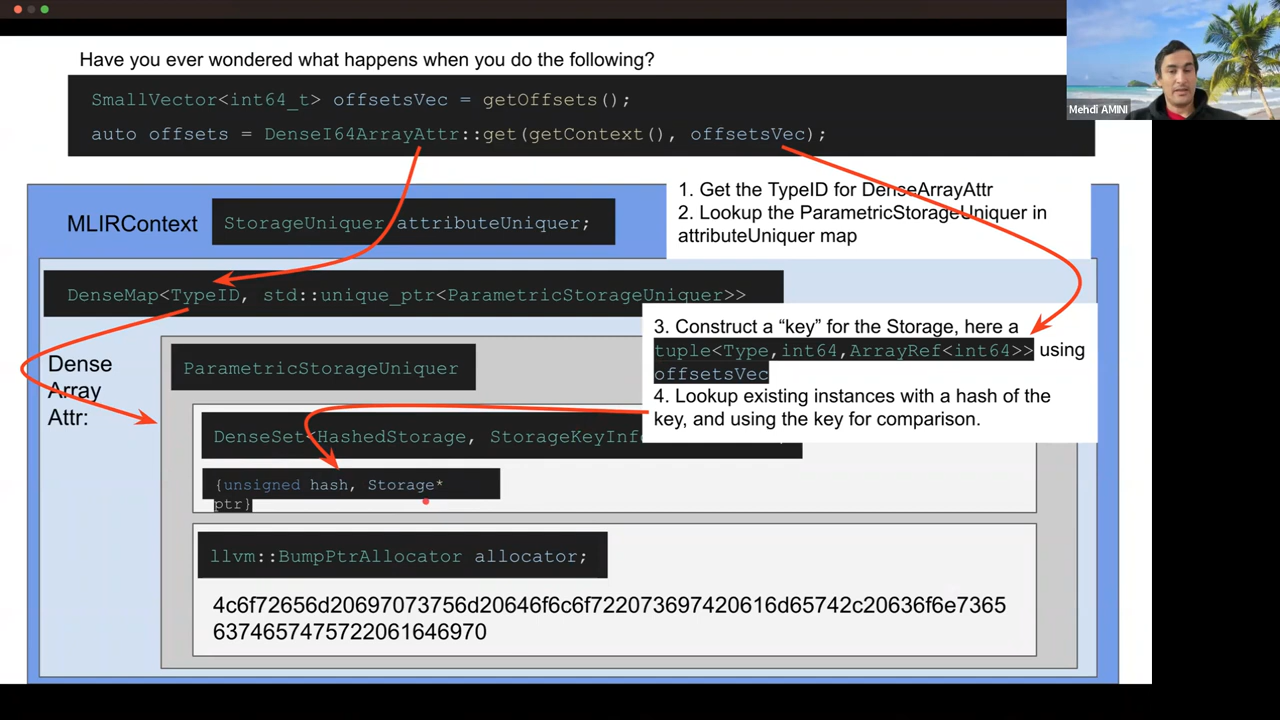 Have you ever wondered what happens when you do the following?
SmallVector<int64_t> offsetsVec = getOffsets();
auto offsets = DenseI64ArrayAttr::get(getContext(), offsetsVec);
Mehdi AMINI
MLIRContext
StorageUniquer attributeUniquer;
1. Get the TypeID for DenseArrayAttr
2. Lookup the ParametricStorageUniquer in
attributeUniquer map
DenseMap<TypeID, std::unique_ptr<ParametricStorageUniquer>>
3. Construct a “key” for the Storage, here a
tuple<Type,int64,ArrayRef<int64>> using
offsetsVec
4. Lookup existing instances with a hash of the
key, and using the key for comparison.
Dense
Array
Attr:
ParametricStorageUniquer
DenseSet<HashedStorage, StorageKeyInf
{unsigned hash, Storage*
ptr}
llvm::BumpPtrAllocator allocator;
4c6f72656d20697073756d20646f6c6f722073697420616d65742c20636f6e7365
637465747572206164697​0